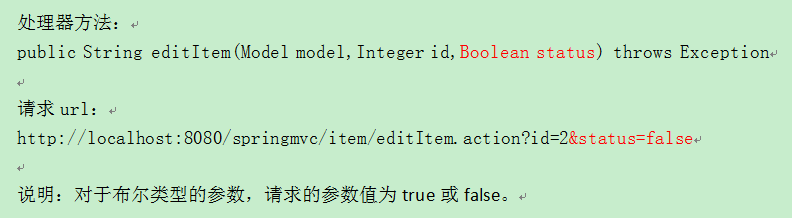 处理器方法：
public String editItem(Model model,Integer id,Boolean status) throws Exception
请求 url：
http://localhost:8080/springmvc/item/editItem.action?id=2&status=false
说明：对于布尔类型的参数，请求的参数值为 true 或 false。